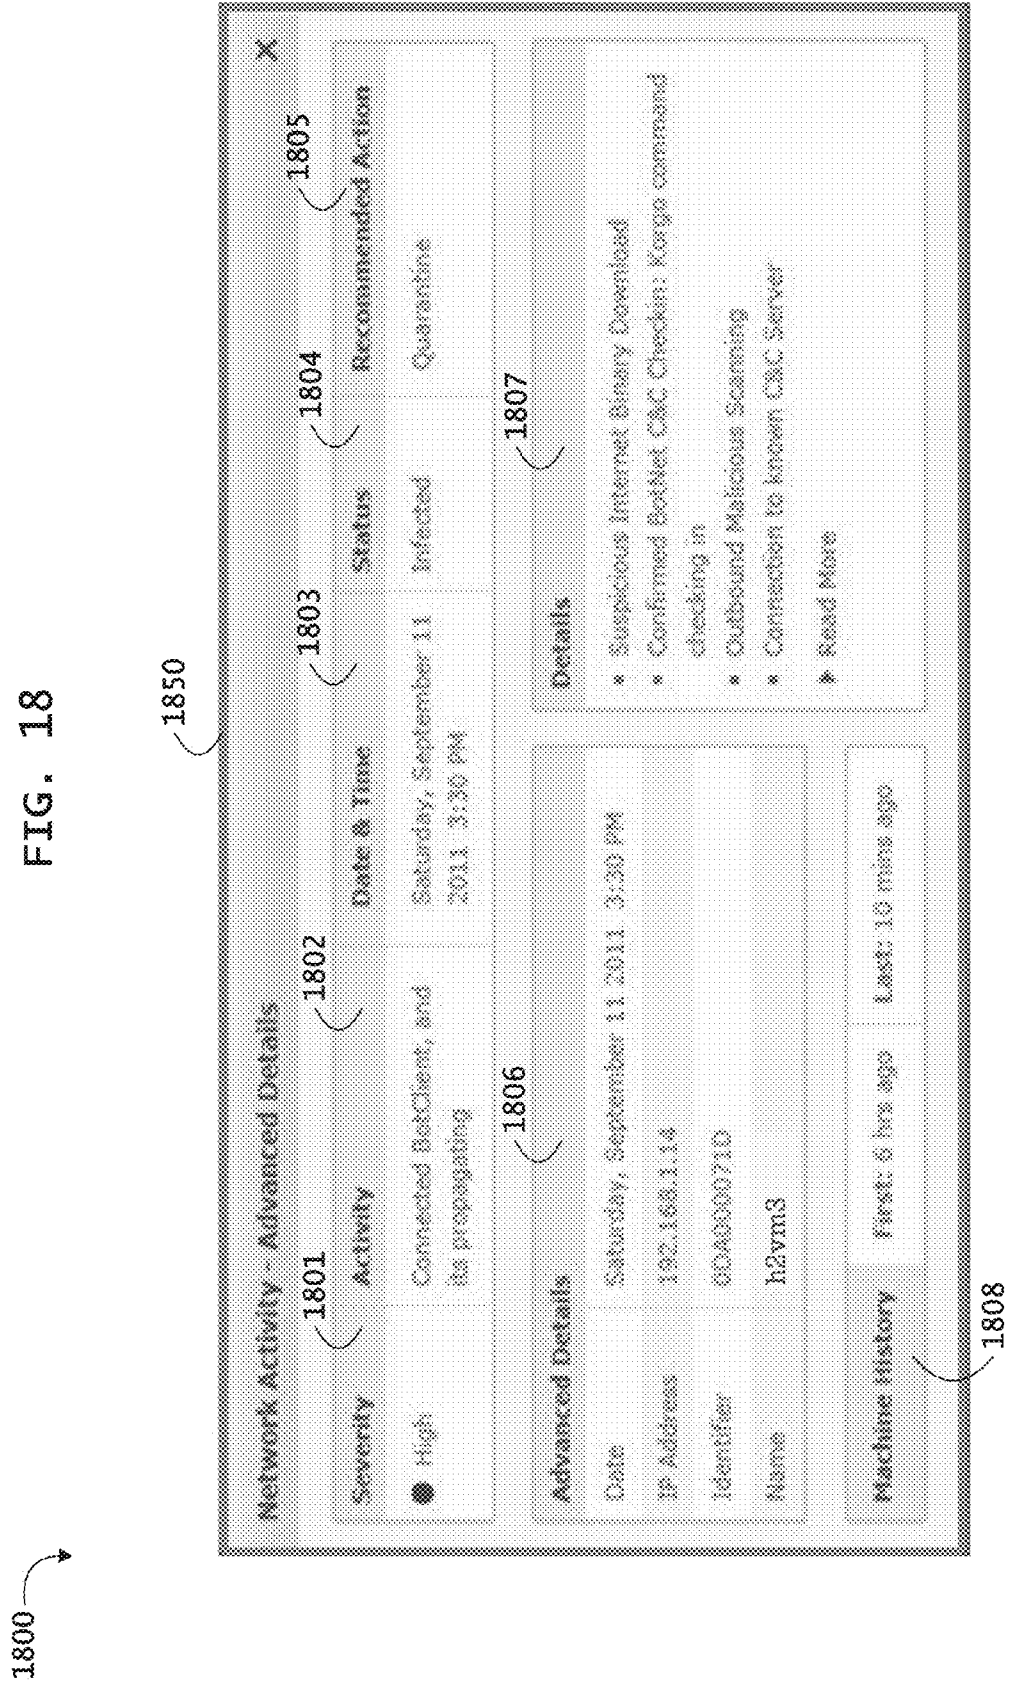 1800
FIG. 18
1850
Network Activity - Advanced Details
X
1801
1802
1803
1804
1805
Severity
Activity
Date & Time
Status
Recommended Action
High
Connected BotClient, and
its propagating
Saturday, September 11
2011 3:30 PM
Infected
Quarantine
1806
Advanced Details
Date
Saturday, September 11 2011 3:30 PM
IP Address
192.168.1.14
Identifier
Name
h2vm3
1807
Details
• Suspicious Internet Binary Download
• Confirmed BotNet C&C Checkin: Korgo command
checking in
• Outbound Malicious Scanning
• Connection to known C&C Server
Read More
Machine History
First: 6 hrs ago
Last: 10 mins ago
1808